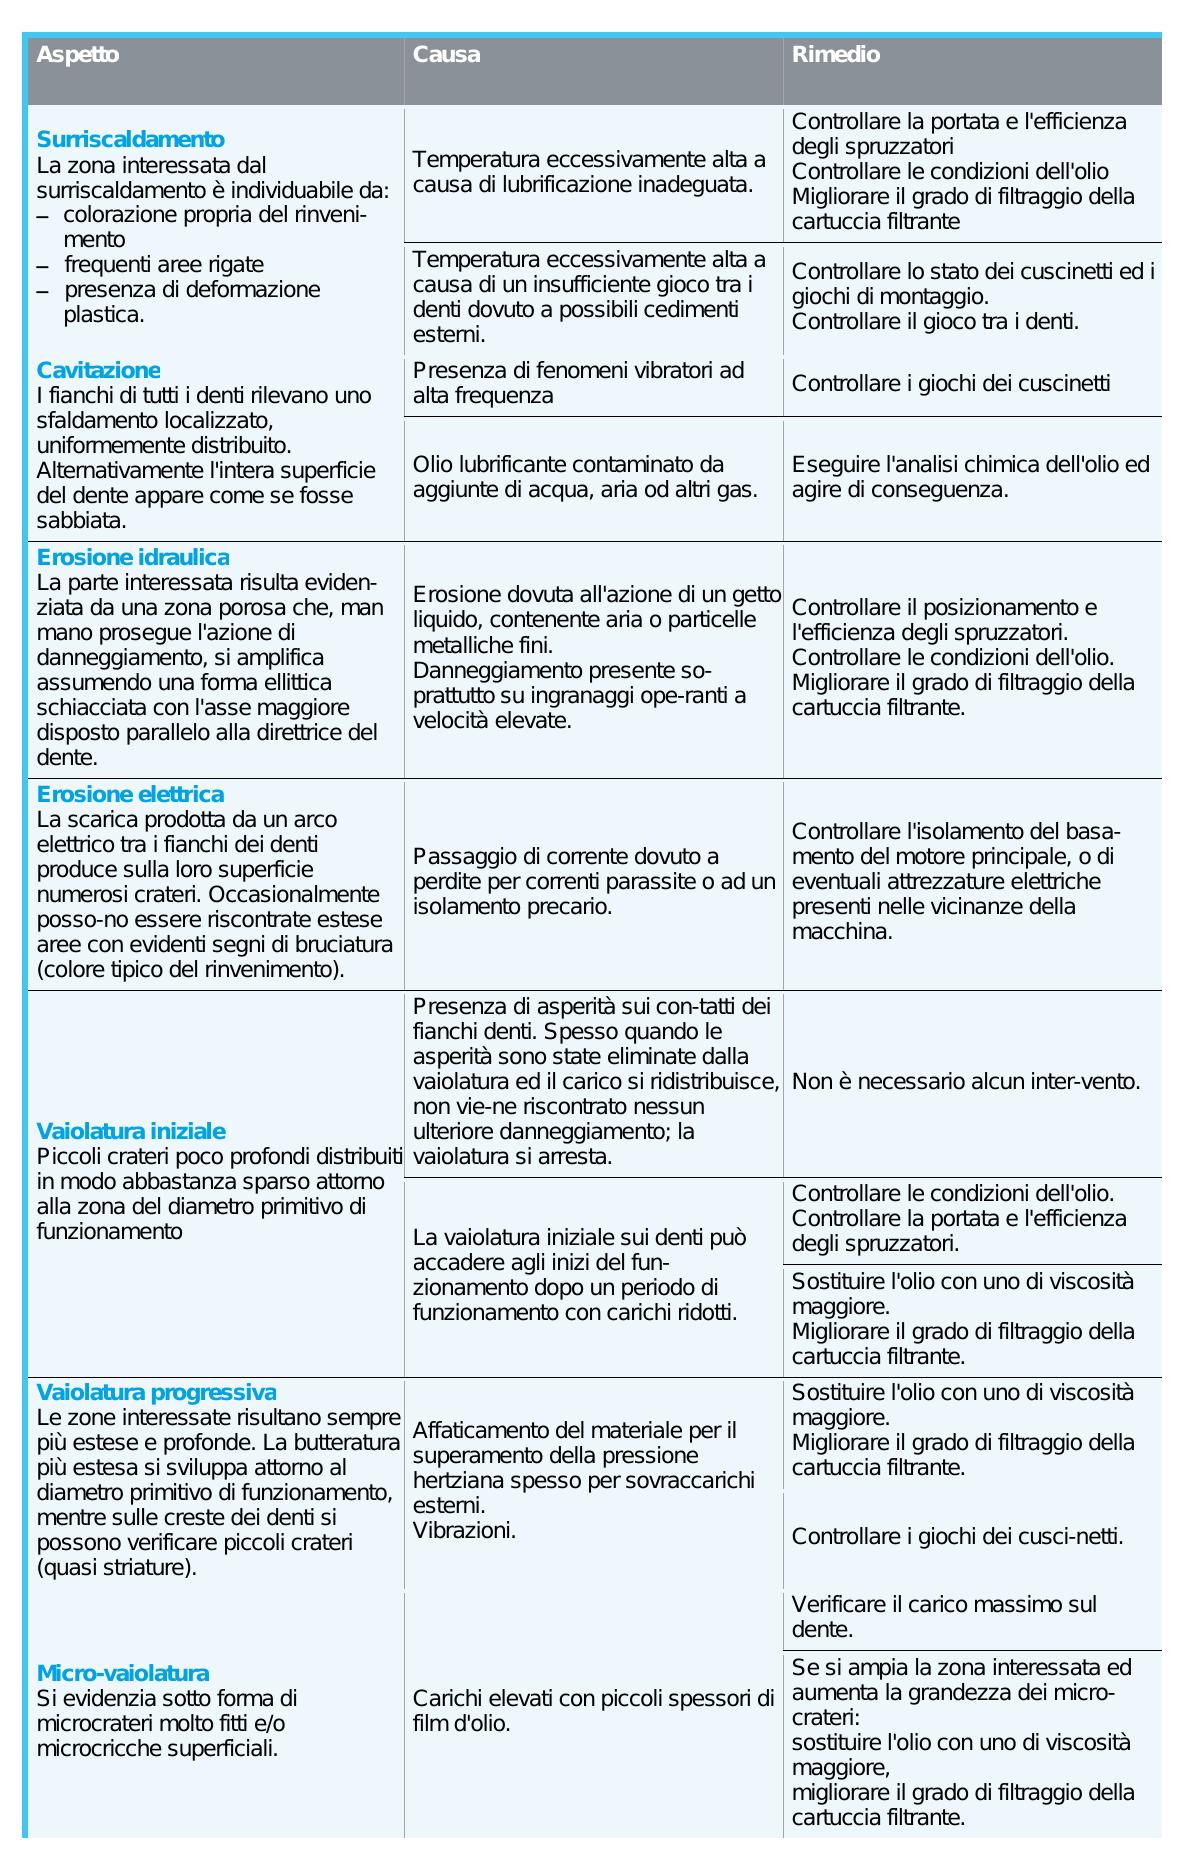 Aspetto
Causa
Rimedio
Surriscaldamento
La zona interessata dal
surriscaldamento è individuabile da:
– colorazione propria del rinveni-
mento
– frequenti aree rigate
– presenza di deformazione
plastica.
Temperatura eccessivamente alta a
causa di lubrificazione inadeguata.
Controllare la portata e l'efficienza
degli spruzzatori
Controllare le condizioni dell'olio
Migliorare il grado di filtraggio della
cartuccia filtrante
Temperatura eccessivamente alta a
causa di un insufficiente gioco tra i
denti dovuto a possibili cedimenti
esterni.
Controllare lo stato dei cuscinetti ed i
giochi di montaggio.
Controllare il gioco tra i denti.
Cavitazione
I fianchi di tutti i denti rilevano uno
sfaldamento localizzato,
uniformemente distribuito.
Alternativamente l'intera superficie
del dente appare come se fosse
sabbiata.
Presenza di fenomeni vibratori ad
alta frequenza
Controllare i giochi dei cuscinetti
Olio lubrificante contaminato da
aggiunte di acqua, aria od altri gas.
Eseguire l'analisi chimica dell'olio ed
agire di conseguenza.
Erosione idraulica
La parte interessata risulta eviden-
ziata da una zona porosa che, man
mano prosegue l'azione di
danneggiamento, si amplifica
assumendo una forma ellittica
schiacciata con l'asse maggiore
disposto parallelo alla direttrice del
dente.
Erosione dovuta all'azione di un getto
liquido, contenente aria o particelle
metalliche fini.
Danneggiamento presente so-
prattutto su ingranaggi ope-ranti a
velocità elevate.
Controllare il posizionamento e
l'efficienza degli spruzzatori.
Controllare le condizioni dell'olio.
Migliorare il grado di filtraggio della
cartuccia filtrante.
Erosione elettrica
La scarica prodotta da un arco
elettrico tra i fianchi dei denti
produce sulla loro superficie
numerosi crateri. Occasionalmente
posso-no essere riscontrate estese
aree con evidenti segni di bruciatura
(colore tipico del rinvenimento).
Passaggio di corrente dovuto a
perdite per correnti parassite o ad un
isolamento precario.
Controllare l'isolamento del basa-
mento del motore principale, o di
eventuali attrezzature elettriche
presenti nelle vicinanze della
macchina.
Vaiolatura iniziale
Piccoli crateri poco profondi distribuiti
in modo abbastanza sparso attorno
alla zona del diametro primitivo di
funzionamento
Presenza di asperità sui con-tatti dei
fianchi denti. Spesso quando le
asperità sono state eliminate dalla
vaiolatura ed il carico si ridistribuisce,
non vie-ne riscontrato nessun
ulteriore danneggiamento; la
vaiolatura si arresta.
Non è necessario alcun inter-vento.
La vaiolatura iniziale sui denti può
accadere agli inizi del fun-
zionamento dopo un periodo di
funzionamento con carichi ridotti.
Controllare le condizioni dell'olio.
Controllare la portata e l'efficienza
degli spruzzatori.
Sostituire l'olio con uno di viscosità
maggiore.
Migliorare il grado di filtraggio della
cartuccia filtrante.
Vaiolatura progressiva
Le zone interessate risultano sempre
più estese e profonde. La butteratura
più estesa si sviluppa attorno al
diametro primitivo di funzionamento,
mentre sulle creste dei denti si
possono verificare piccoli crateri
(quasi striature).
Affaticamento del materiale per il
superamento della pressione
hertziana spesso per sovraccarichi
esterni.
Vibrazioni.
Sostituire l'olio con uno di viscosità
maggiore.
Migliorare il grado di filtraggio della
cartuccia filtrante.
Controllare i giochi dei cusci-netti.
Micro-vaiolatura
Si evidenzia sotto forma di
microcrateri molto fitti e/o
microcricche superficiali.
Carichi elevati con piccoli spessori di
film d'olio.
Verificare il carico massimo sul
dente.
Se si ampia la zona interessata ed
aumenta la grandezza dei micro-
crateri:
sostituire l'olio con uno di viscosità
maggiore,
migliorare il grado di filtraggio della
cartuccia filtrante.